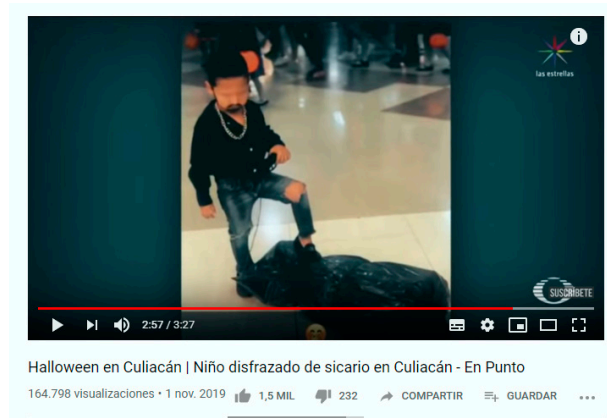 las estrellas
SUSCRÍBETE
2:57 / 3:27
Halloween en Culiacán | Niño disfrazado de sicario en Culiacán - En Punto
164.798 visualizaciones • 1 nov. 2019 1,5 MIL 232 COMPARTIR GUARDAR